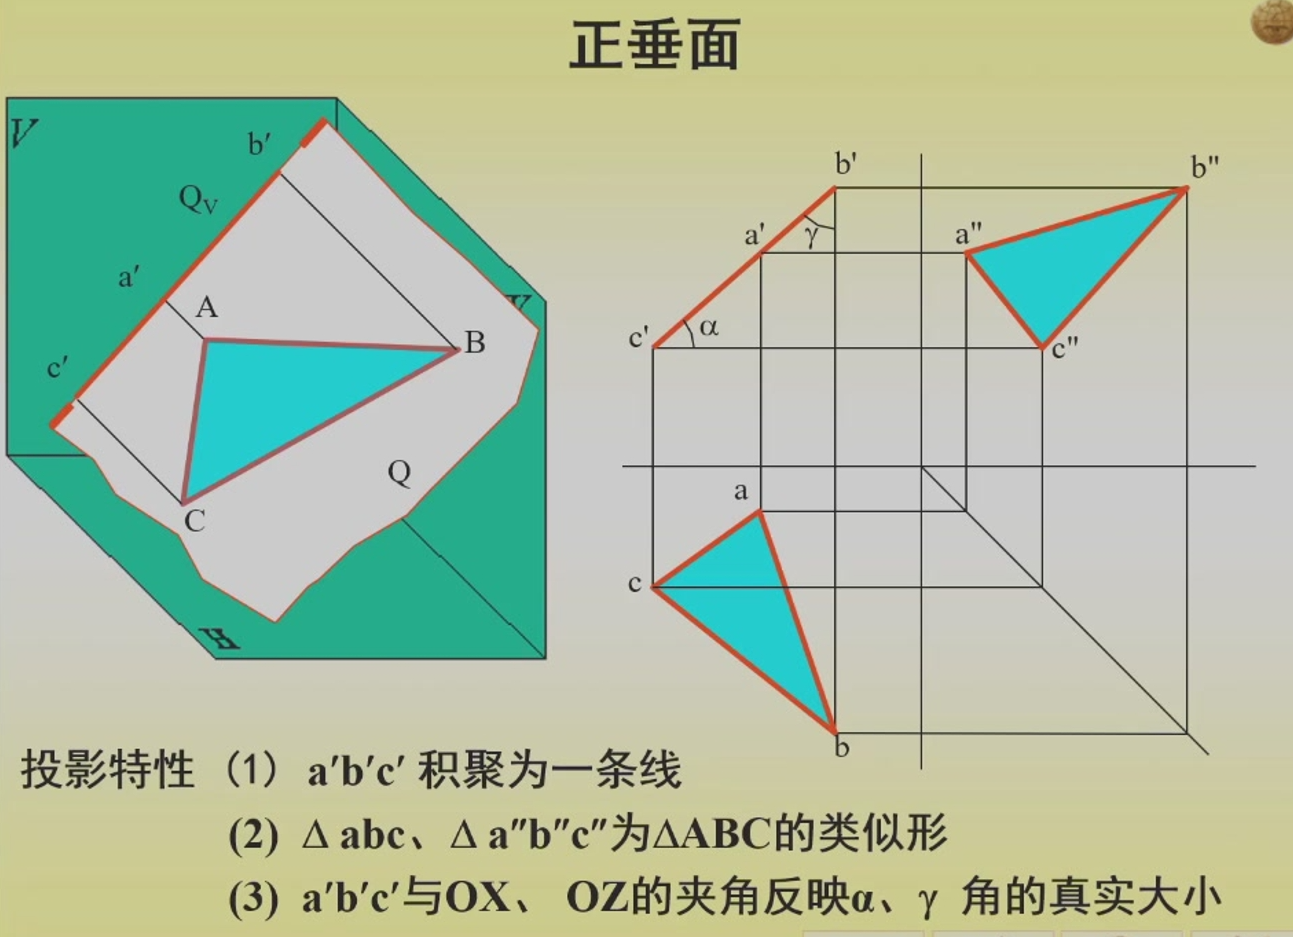 正垂面
V
b′
Q_V
a′
A
B
c′
Q
C
V
H
b'
b"
a'
γ
a"
c'
α
c"
a
c
b
投影特性 (1) a′b′c′ 积聚为一条线
(2) Δ abc、Δ a″b″c″为ΔABC的类似形
(3) a′b′c′与OX、 OZ的夹角反映α、γ 角的真实大小